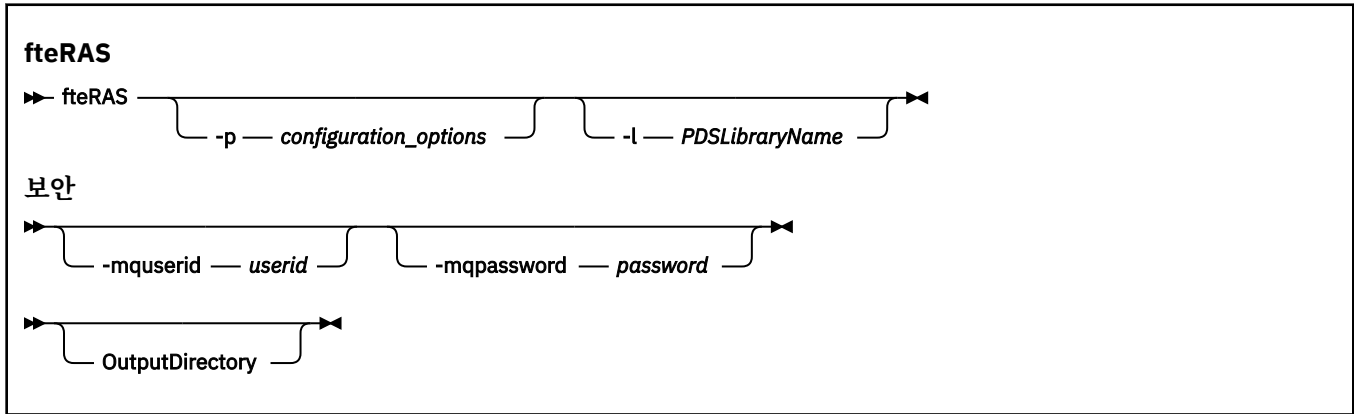 fteRAS
fteRAS
-p configuration_options -l PDSLibraryName
보안
-mquserid userid -mqpassword password
OutputDirectory